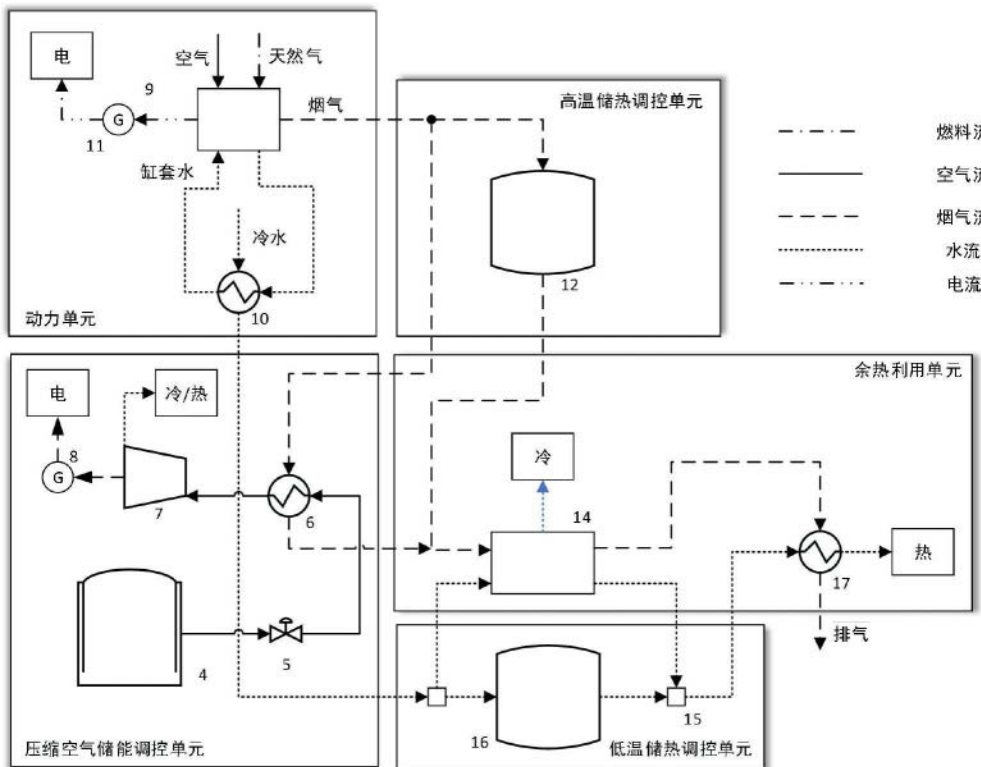 电
空气
天然气
9
烟气
G
11
缸套水
冷水
10
动力单元
高温储热调控单元
12
燃料流
空气流
烟气流
水流
电流
电
冷/热
8
G
7
6
4
5
压缩空气储能调控单元
余热利用单元
冷
14
热
17
排气
15
16
低温储热调控单元